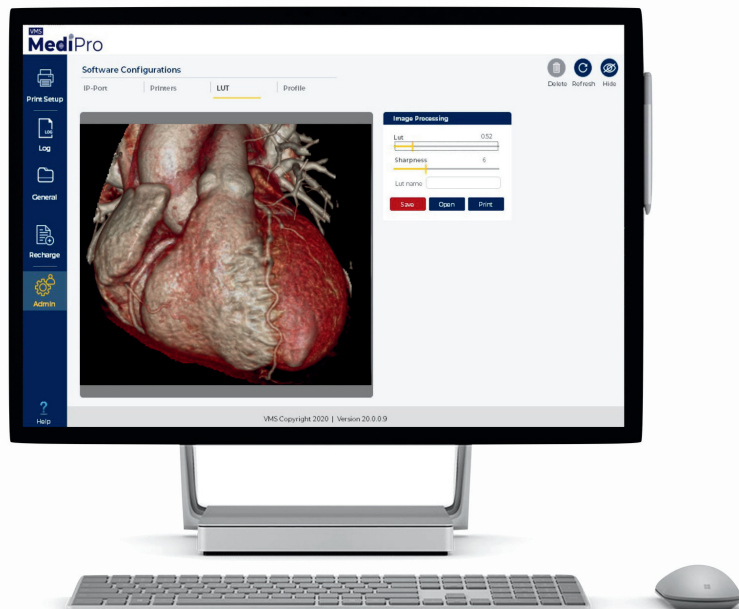 VMS
MediPro
Print Setup
LOG
Log
General
Recharge
Admin
?
Help
Software Configurations
IP-Port
Printers
LUT
Profile
Delete
Refresh
Hide
Image Processing
Lut 0.52
Sharpness 6
Lut name
Save
Open
Print
VMS Copyright 2020 | Version 20.0.0.9